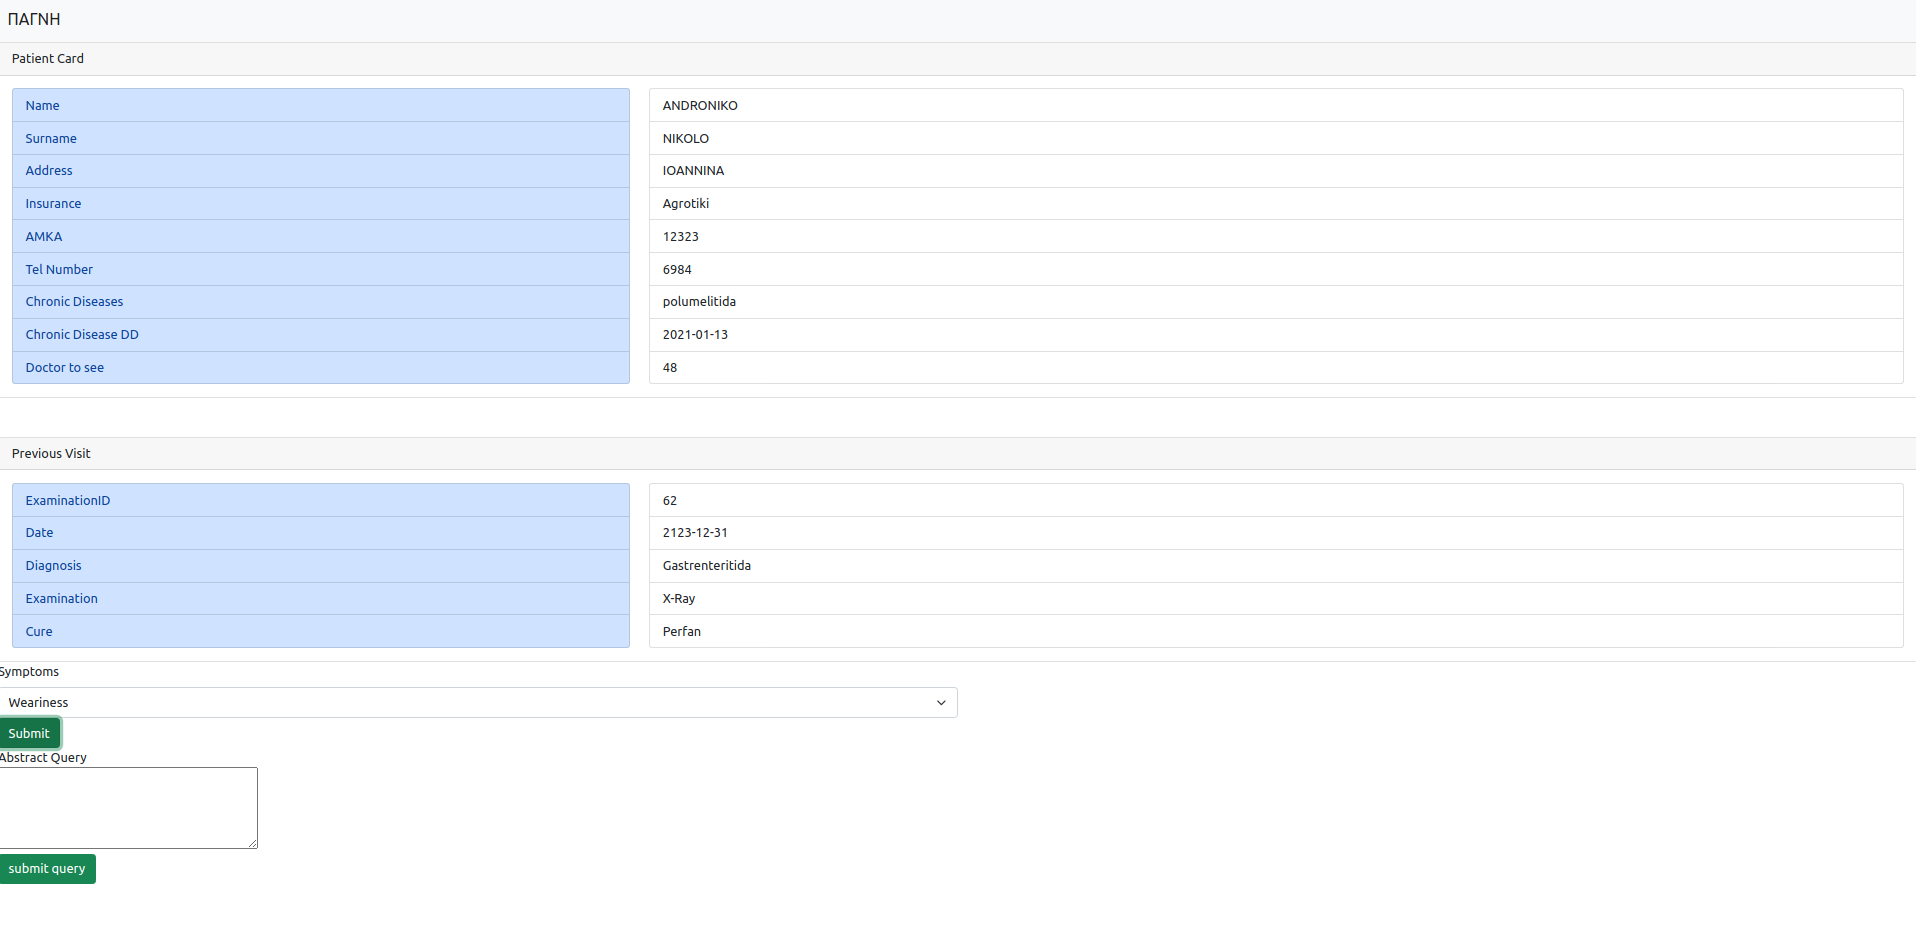 ΠΑΓΝΗ
Patient Card
Name ANDRONIKO
Surname NIKOLO
Address IOANNINA
Insurance Agrotiki
AMKA 12323
Tel Number 6984
Chronic Diseases polumelitida
Chronic Disease DD 2021-01-13
Doctor to see 48
Previous Visit
ExaminationID 62
Date 2123-12-31
Diagnosis Gastrenteritida
Examination X-Ray
Cure Perfan
Symptoms
Weariness
Submit
Abstract Query
submit query